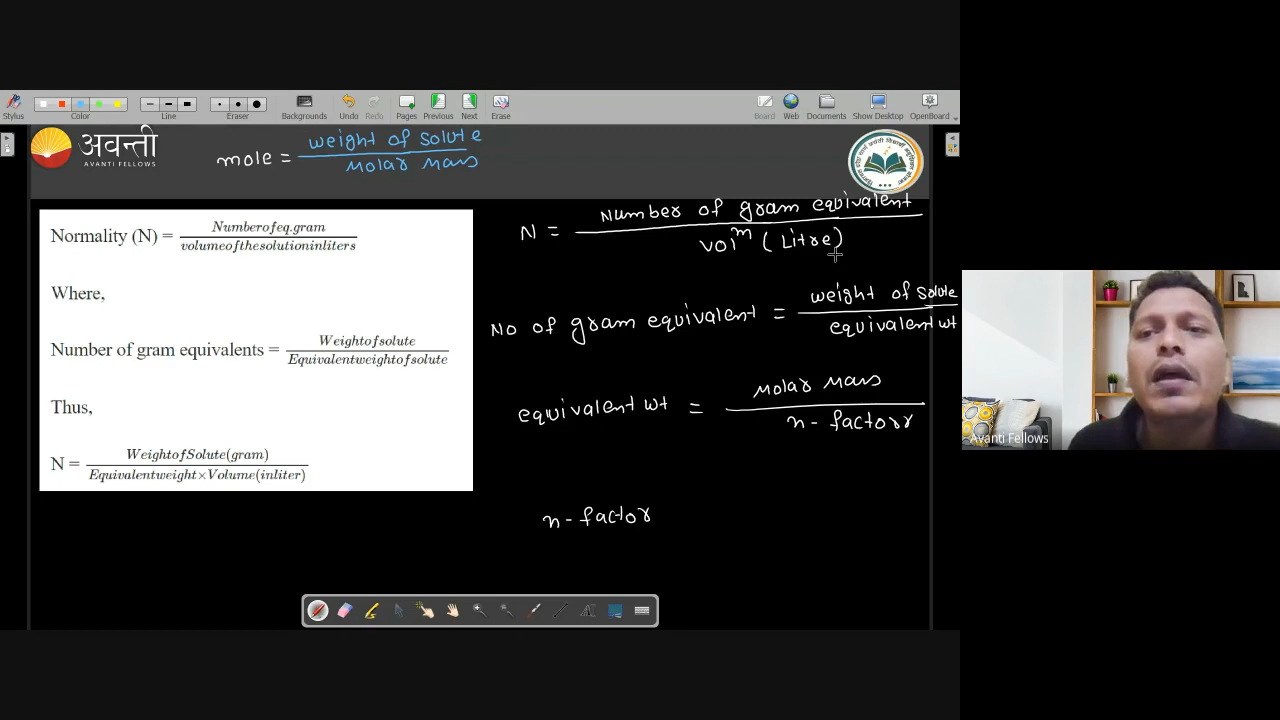 Stylus
Color
Line
Eraser
Backgrounds
Undo
Redo
Pages
Previous
Next
Erase
Board
Web
Documents
Show Desktop
OpenBoard
अवन्ती
AVANTI FELLOWS
mole = weight of solute / Molar mass
Normality (N) = Numberofeq.gram / volumeofthesolutioninliters
Where,
Number of gram equivalents = Weightofsolute / Equivalentweightofsolute
Thus,
N = WeightofSolute(gram) / Equivalentweight×Volume(inliter)
N = Number of gram equivalent / volᵐ (Litre)
No of gram equivalent = weight of solute / equivalent wt
equivalent wt = Molar mass / n - factorr
n - factor
Avanti Fellows